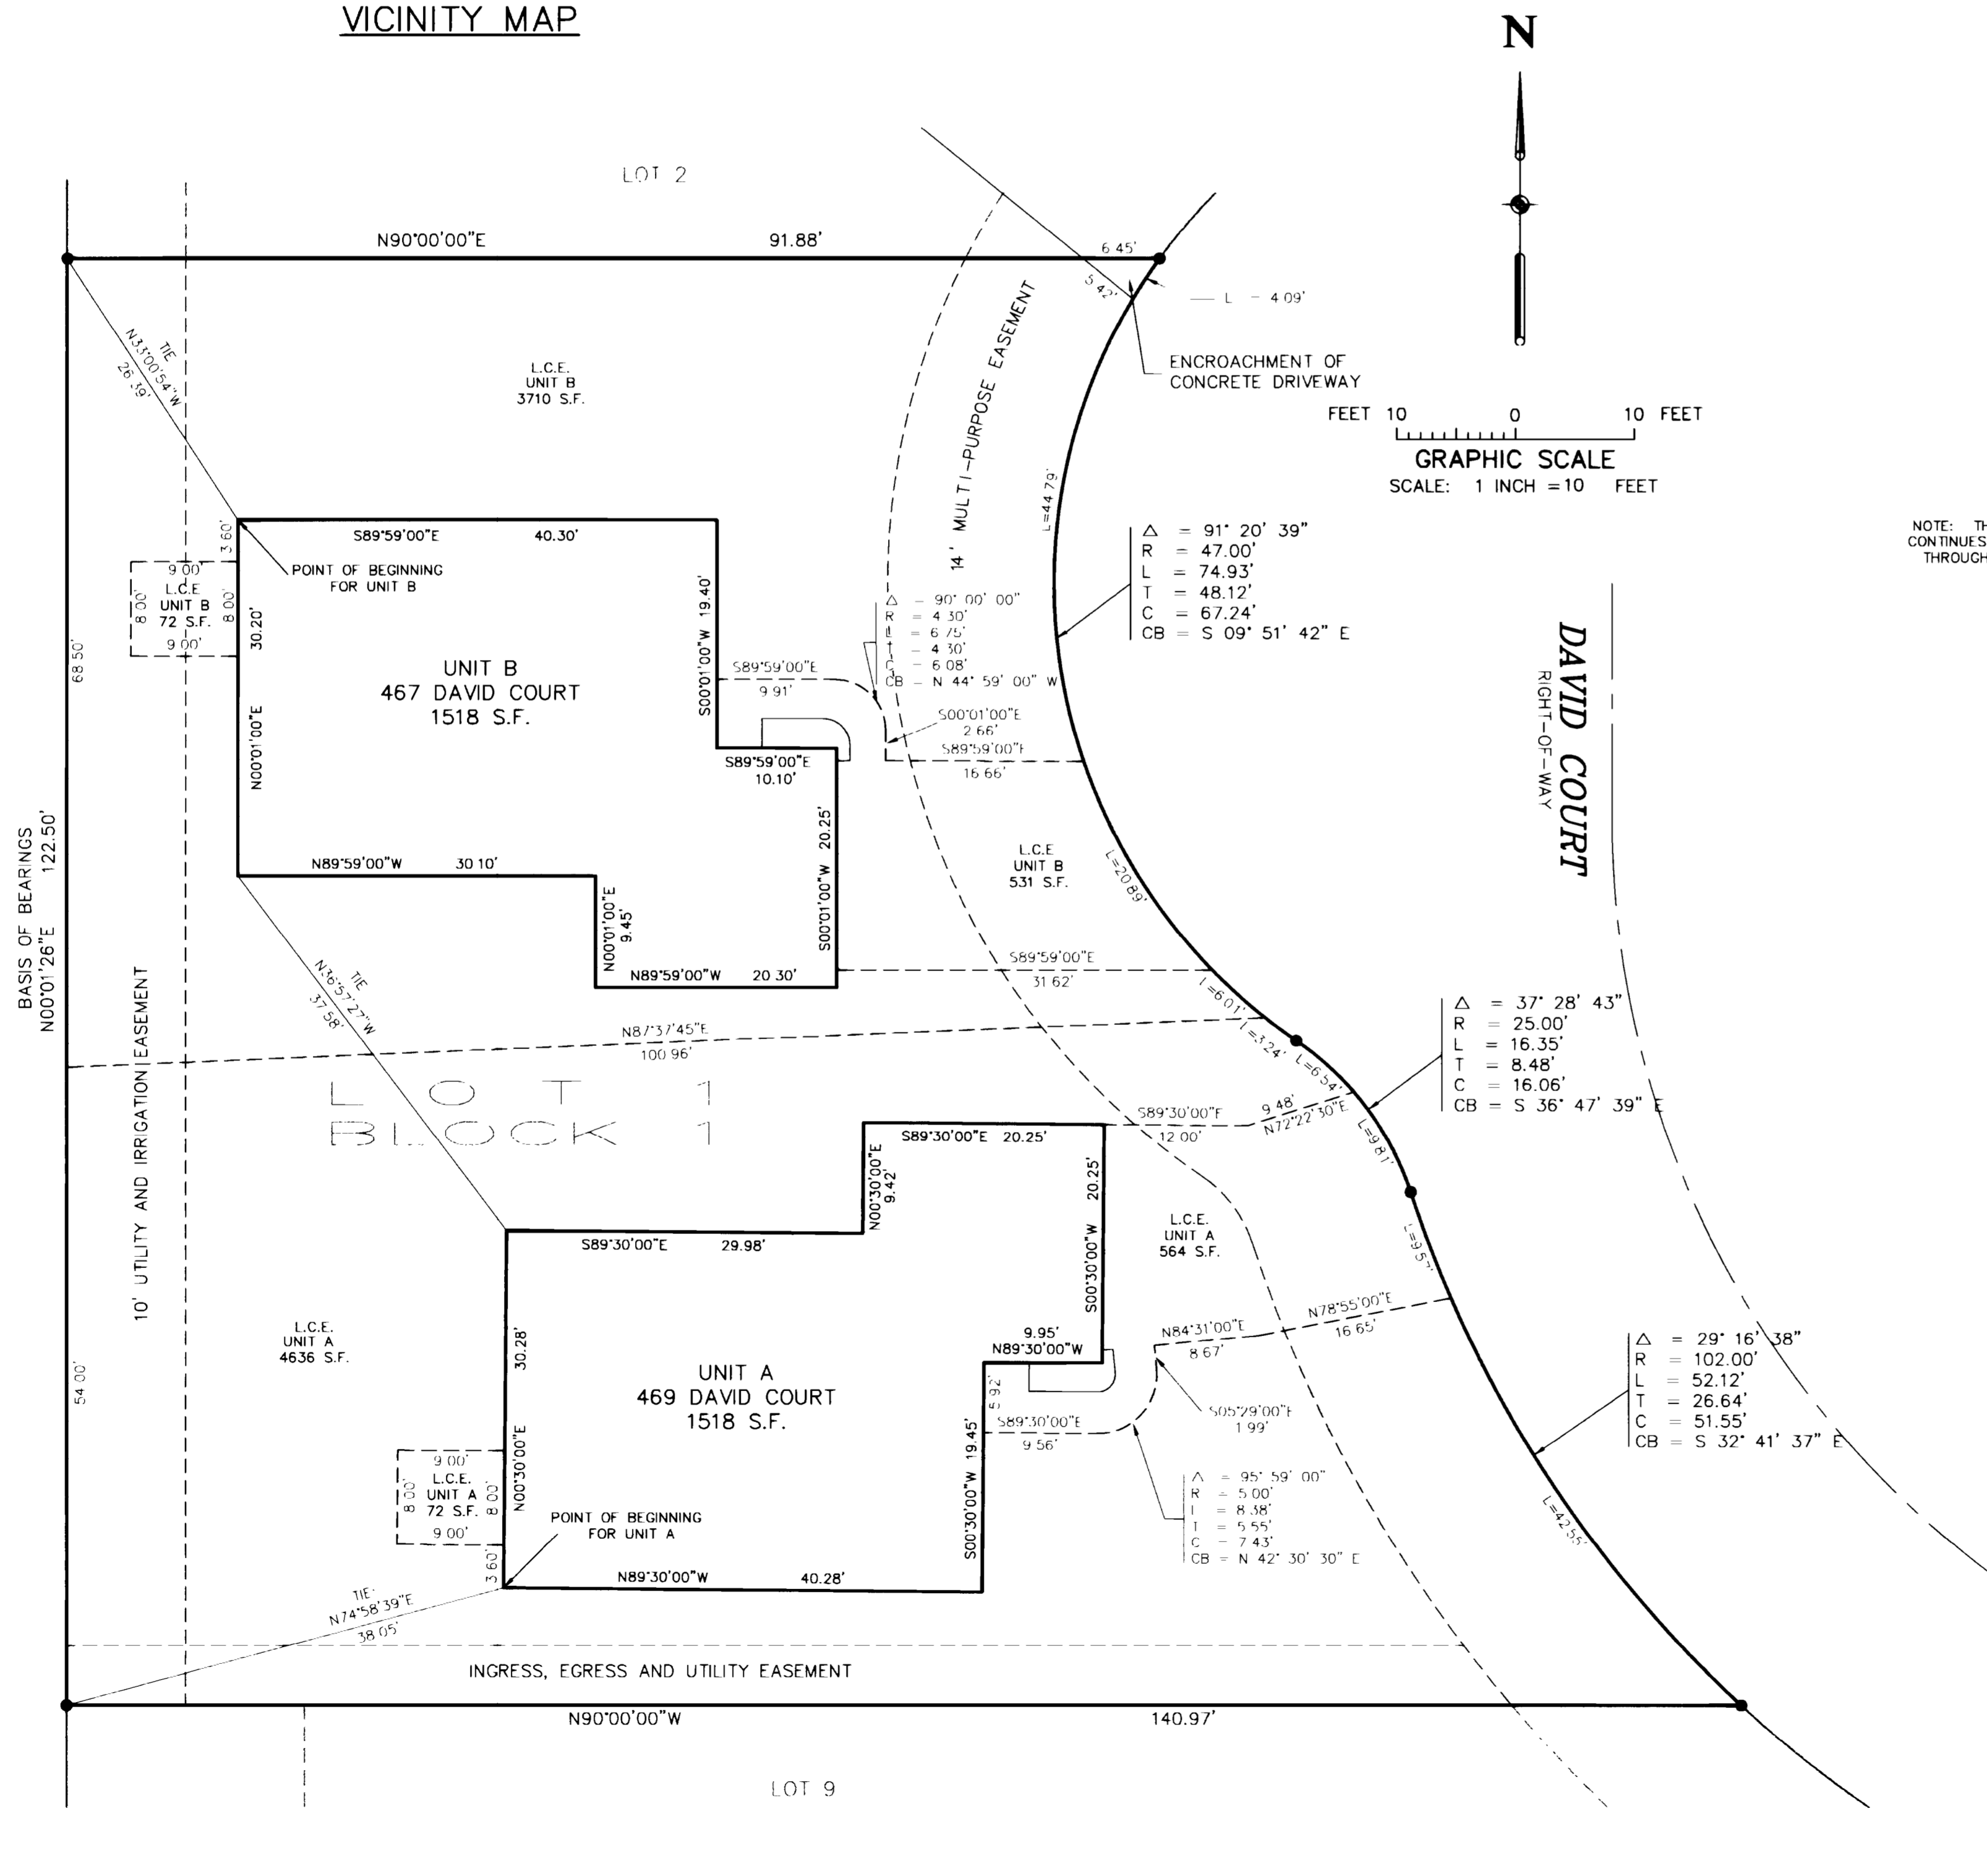 VICINITY MAP
N
LOT 2
N90°00'00"E 91.88'
6.45'
5.42'
L = 4.09'
ENCROACHMENT OF
CONCRETE DRIVEWAY
FEET 10 0 10 FEET
GRAPHIC SCALE
SCALE: 1 INCH =10 FEET
NOTE: TH
CONTINUES
THROUGH
TIE
N33°00'54"W
26.39'
L.C.E.
UNIT B
3710 S.F.
14' MULTI-PURPOSE EASEMENT
L=44.79'
△ = 91° 20' 39"
R = 47.00'
L = 74.93'
T = 48.12'
C = 67.24'
CB = S 09° 51' 42" E
DAVID COURT
RIGHT-OF-WAY
S89°59'00"E 40.30'
3.60'
POINT OF BEGINNING
FOR UNIT B
9.00'
L.C.E.
UNIT B
72 S.F.
9.00'
8.00'
8.00'
30.20'
N00°01'00"E
68.50'
UNIT B
467 DAVID COURT
1518 S.F.
S00°01'00"W 19.40'
△ = 90° 00' 00"
R = 4.30'
L = 6.75'
T = 4.30'
C = 6.08'
CB = N 44° 59' 00" W
S89°59'00"E
9.91'
S00°01'00"E
2.66'
S89°59'00"E
16.66'
S89°59'00"E
10.10'
S00°01'00"W 20.25'
N89°59'00"W 30.10'
N00°01'00"E
9.45'
N89°59'00"W 20.30'
L.C.E.
UNIT B
531 S.F.
L=20.89'
S89°59'00"E
31.62'
L=6.01'
L=3.24'
L=6.54'
BASIS OF BEARINGS
N00°01'26"E 122.50'
10' UTILITY AND IRRIGATION EASEMENT
TIE
N36°57'27"W
37.58'
N87°37'45"E
100.96'
LOT 1
BLOCK 1
△ = 37° 28' 43"
R = 25.00'
L = 16.35'
T = 8.48'
C = 16.06'
CB = S 36° 47' 39" E
S89°30'00"E
12.00'
9.48'
N72°22'30"E
L=9.81'
S89°30'00"E 20.25'
N00°30'00"E
9.42'
S00°30'00"W 20.25'
L.C.E.
UNIT A
564 S.F.
L=9.57'
S89°30'00"E 29.98'
L.C.E.
UNIT A
4636 S.F.
54.00'
30.28'
N00°30'00"E
UNIT A
469 DAVID COURT
1518 S.F.
9.95'
N89°30'00"W
5.92'
N84°31'00"E
8.67'
N78°55'00"E
16.65'
S05°29'00"E
1.99'
S89°30'00"E
9.56'
S00°30'00"W 19.45'
△ = 29° 16' 38"
R = 102.00'
L = 52.12'
T = 26.64'
C = 51.55'
CB = S 32° 41' 37" E
△ = 95° 59' 00"
R = 5.00'
L = 8.38'
T = 5.55'
C = 7.43'
CB = N 42° 30' 30" E
L=42.55'
9.00'
L.C.E.
UNIT A
72 S.F.
9.00'
8.00'
8.00'
3.60'
POINT OF BEGINNING
FOR UNIT A
N89°30'00"W 40.28'
TIE:
N74°58'39"E
38.05'
INGRESS, EGRESS AND UTILITY EASEMENT
N90°00'00"W 140.97'
LOT 9